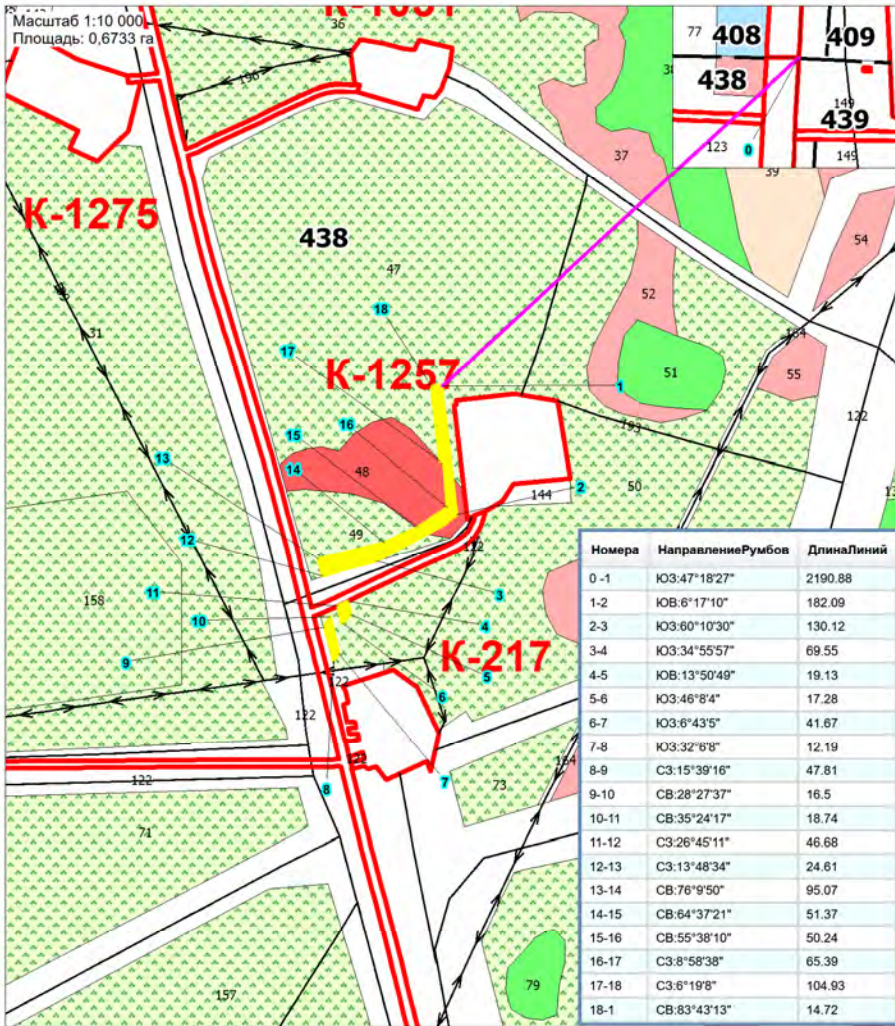 Масштаб 1:10 000
Площадь: 0,6733 га
36
77
408
409
438
149
439
0
123
149
196
37
39
К-1275
438
54
47
52
18
31
164
17
К-1257
51
55
1
122
16
193
15
13
48
2
14
144
50
49
12
112
158
11
3
10
4
К-217
9
5
122
6
122
122
164
122
8
7
73
71
79
157
Номера НаправлениеРумбов ДлинаЛиний
0 -1 ЮЗ:47°18'27" 2190.88
1-2 ЮВ:6°17'10" 182.09
2-3 ЮЗ:60°10'30" 130.12
3-4 ЮЗ:34°55'57" 69.55
4-5 ЮВ:13°50'49" 19.13
5-6 ЮЗ:46°8'4" 17.28
6-7 ЮЗ:6°43'5" 41.67
7-8 ЮЗ:32°6'8" 12.19
8-9 СЗ:15°39'16" 47.81
9-10 СВ:28°27'37" 16.5
10-11 СВ:35°24'17" 18.74
11-12 СЗ:26°45'11" 46.68
12-13 СЗ:13°48'34" 24.61
13-14 СВ:76°9'50" 95.07
14-15 СВ:64°37'21" 51.37
15-16 СВ:55°38'10" 50.24
16-17 СЗ:8°58'38" 65.39
17-18 СЗ:6°19'8" 104.93
18-1 СВ:83°43'13" 14.72